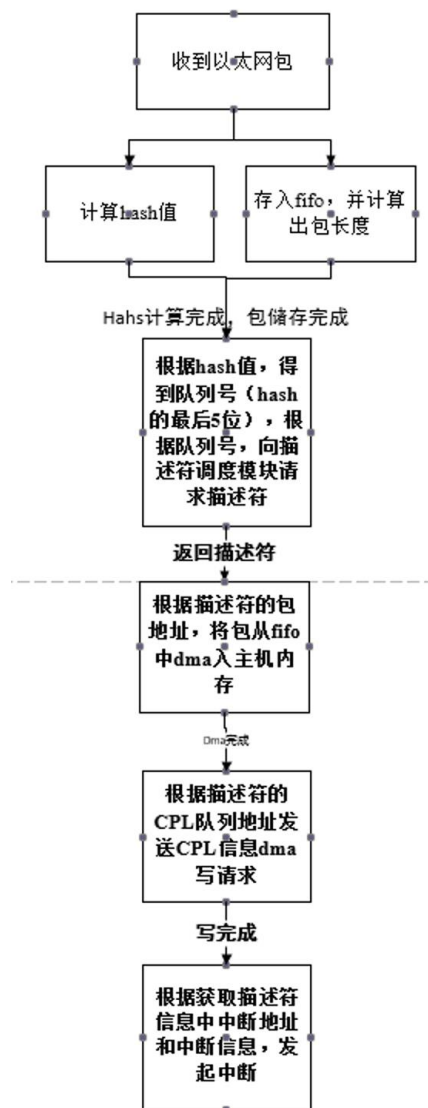 收到以太网包
计算hash值
存入fifo，并计算
出包长度
Hahs计算完成，包储存完成
根据hash值，得
到队列号（hash
的最后5位），根
据队列号，向描
述符调度模块请
求描述符
返回描述符
根据描述符的包
地址，将包从fifo
中dma入主机内
存
Dma完成
根据描述符的
CPL队列地址发
送CPL信息dma
写请求
写完成
根据获取描述符
信息中中断地址
和中断信息，发
起中断